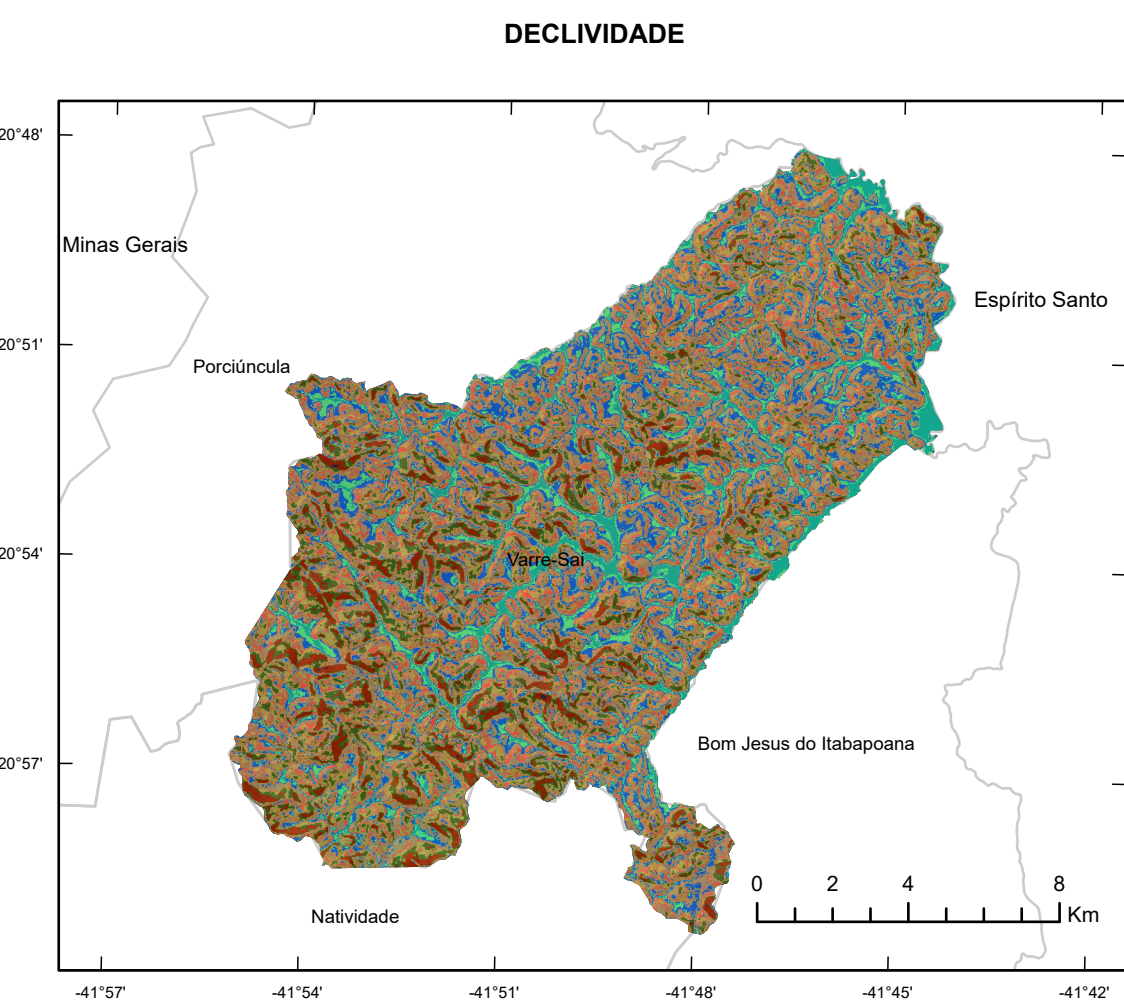 DECLIVIDADE
20°48'
Minas Gerais
Espírito Santo
20°51'
Porciúncula
20°54'
Varre-Sai
Bom Jesus do Itabapoana
20°57'
0 2 4 8
Km
Natividade
-41°57' -41°54' -41°51' -41°48' -41°45' -41°42'